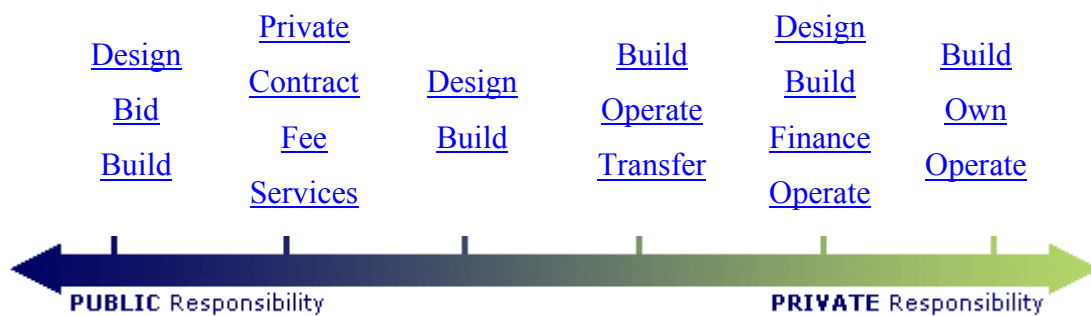 Design
Bid
Build
Private
Contract
Fee
Services
Design
Build
Build
Operate
Transfer
Design
Build
Finance
Operate
Build
Own
Operate
PUBLIC Responsibility
PRIVATE Responsibility